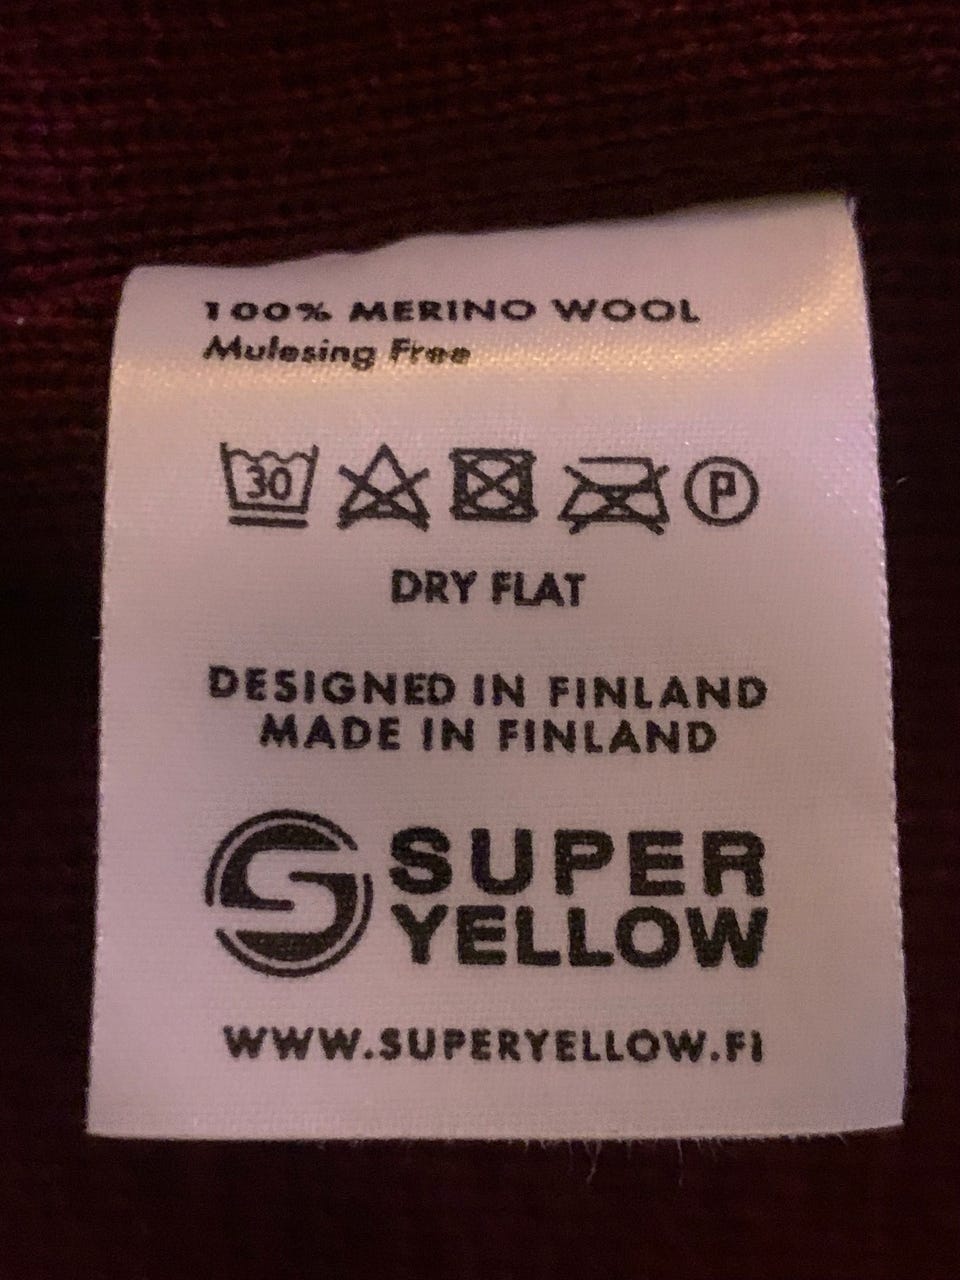 100% MERINO WOOL
Mulesing Free
30
P
DRY FLAT
DESIGNED IN FINLAND
MADE IN FINLAND
SUPER
YELLOW
WWW.SUPERYELLOW.FI